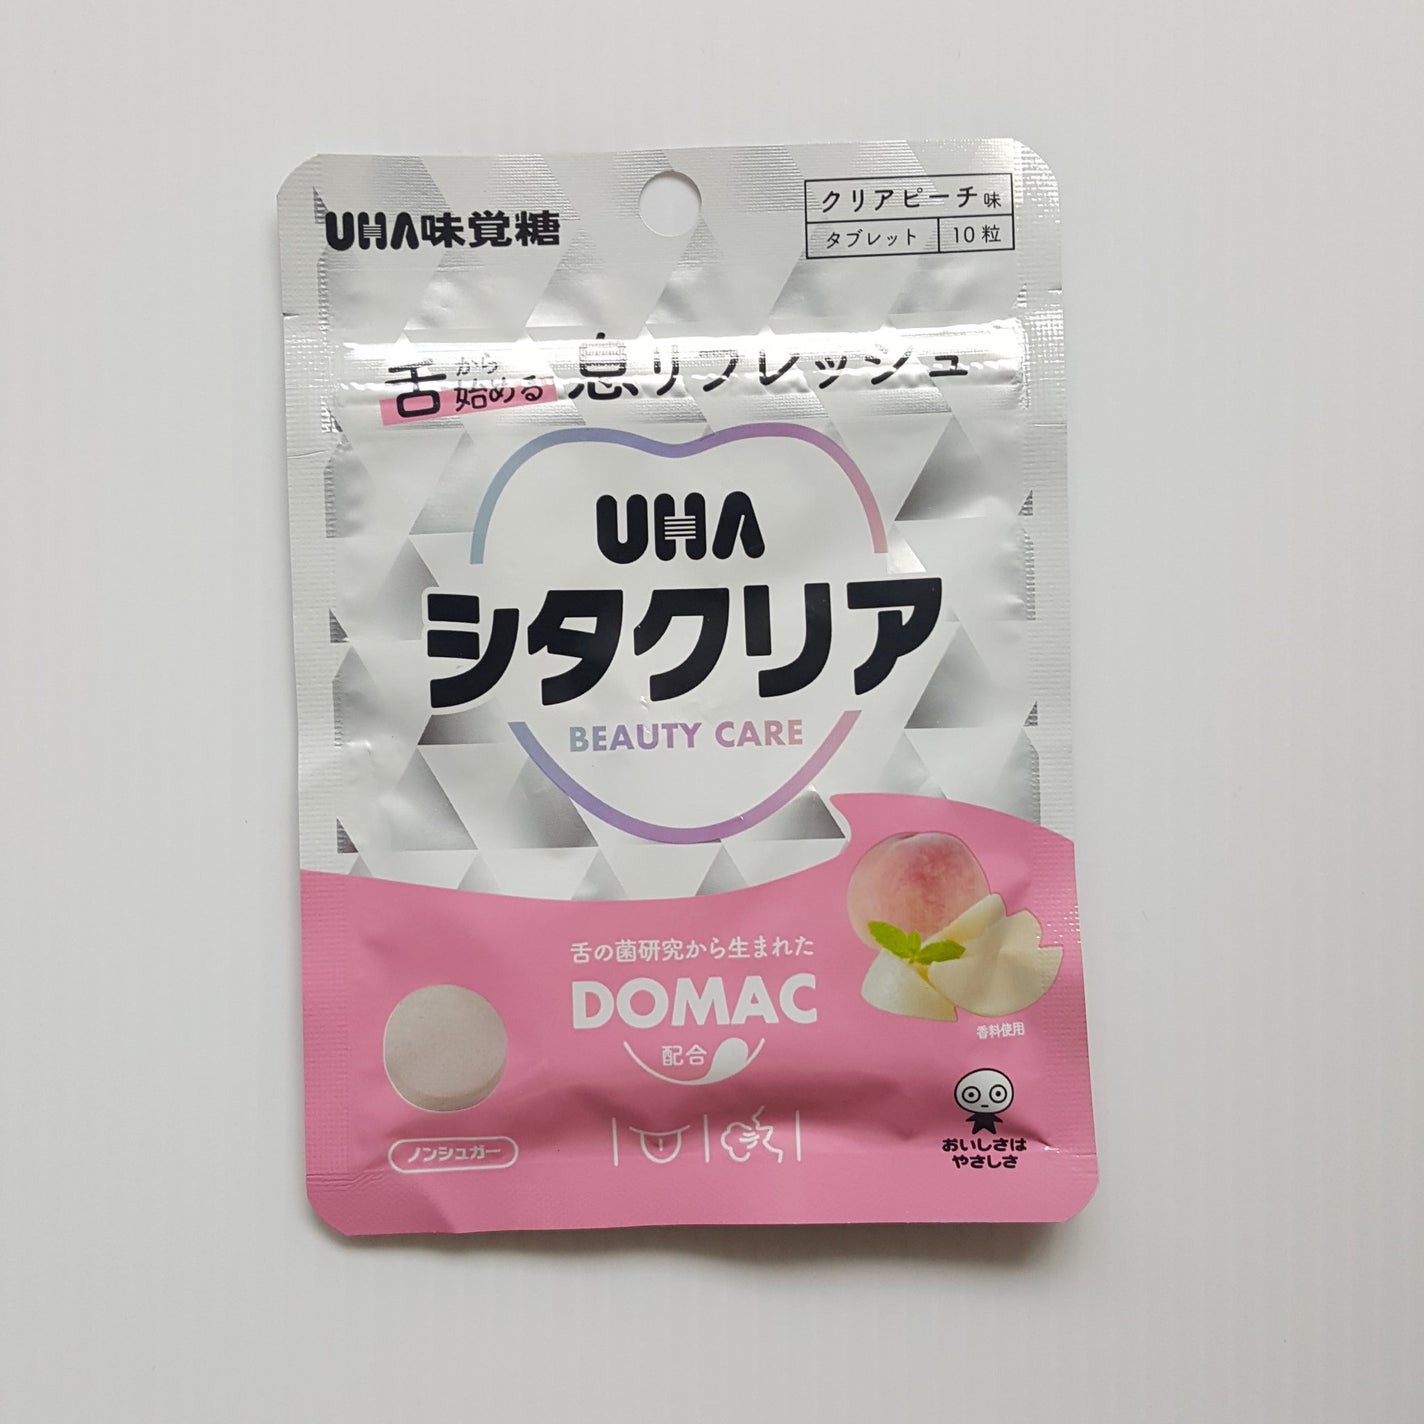 UHA味覚糖
クリアピーチ味
タブレット 10粒
舌から始める 息リフレッシュ
UHA
シタクリア
BEAUTY CARE
舌の菌研究から生まれた
DOMAC
配合
香料使用
ノンシュガー
おいしさは
やさしさ